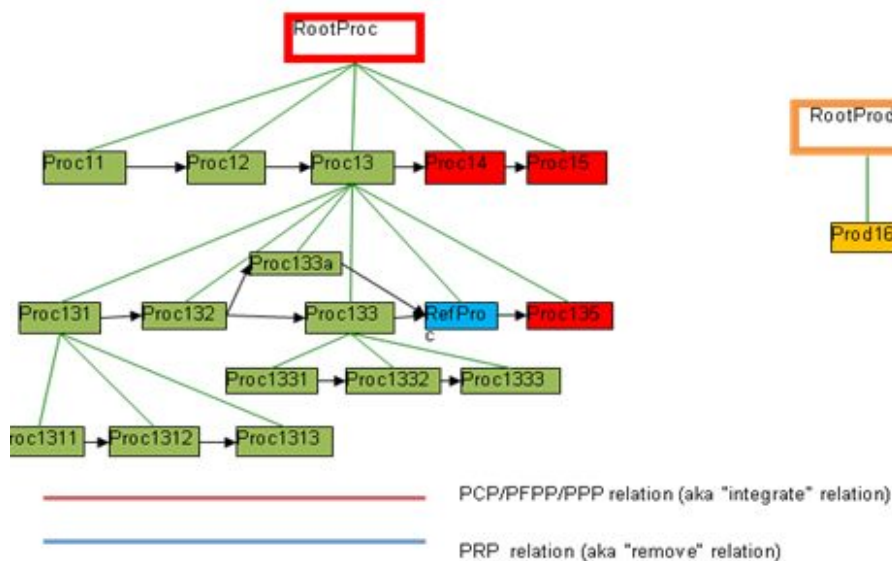 RootProc
RootProc
Proc11 Proc12 Proc13 Proc14 Proc15
Prod16
Proc133a
Proc131 Proc132 Proc133 RefPro Proc135
c
Proc1331 Proc1332 Proc1333
Proc1311 Proc1312 Proc1313
PCP/PFPP/PPP relation (aka "integrate" relation)
PRP relation (aka "remove" relation)